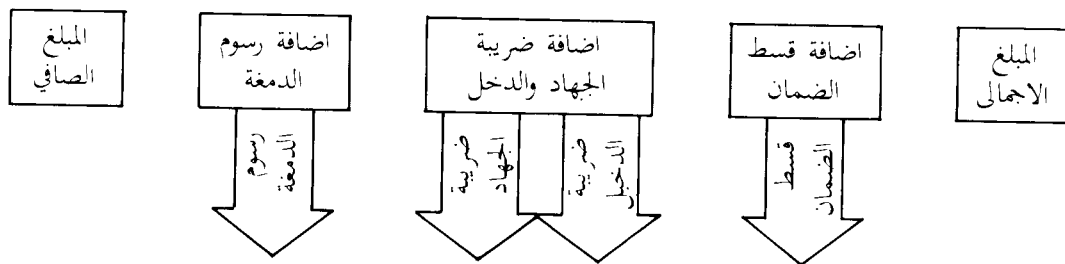 المبلغ
الاجمالى
اضافة قسط
الضمان
اضافة ضريبة
الجهاد والدخل
اضافة رسوم
الدمغة
المبلغ
الصافي
قسط
الضمان
ضريبة
الدخل
ضريبة
الجهاد
رسوم
الدمغة